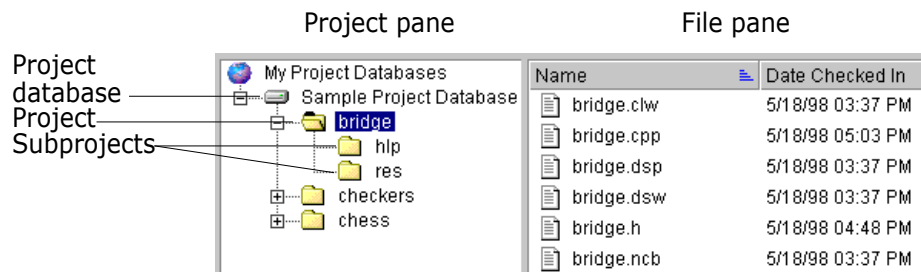 Project pane
File pane
Project
database
Project
Subprojects
My Project Databases
Sample Project Database
bridge
hlp
res
checkers
chess
Name
Date Checked In
bridge.clw
5/18/98 03:37 PM
bridge.cpp
5/18/98 05:03 PM
bridge.dsp
5/18/98 03:37 PM
bridge.dsw
5/18/98 03:37 PM
bridge.h
5/18/98 04:48 PM
bridge.ncb
5/18/98 03:37 PM